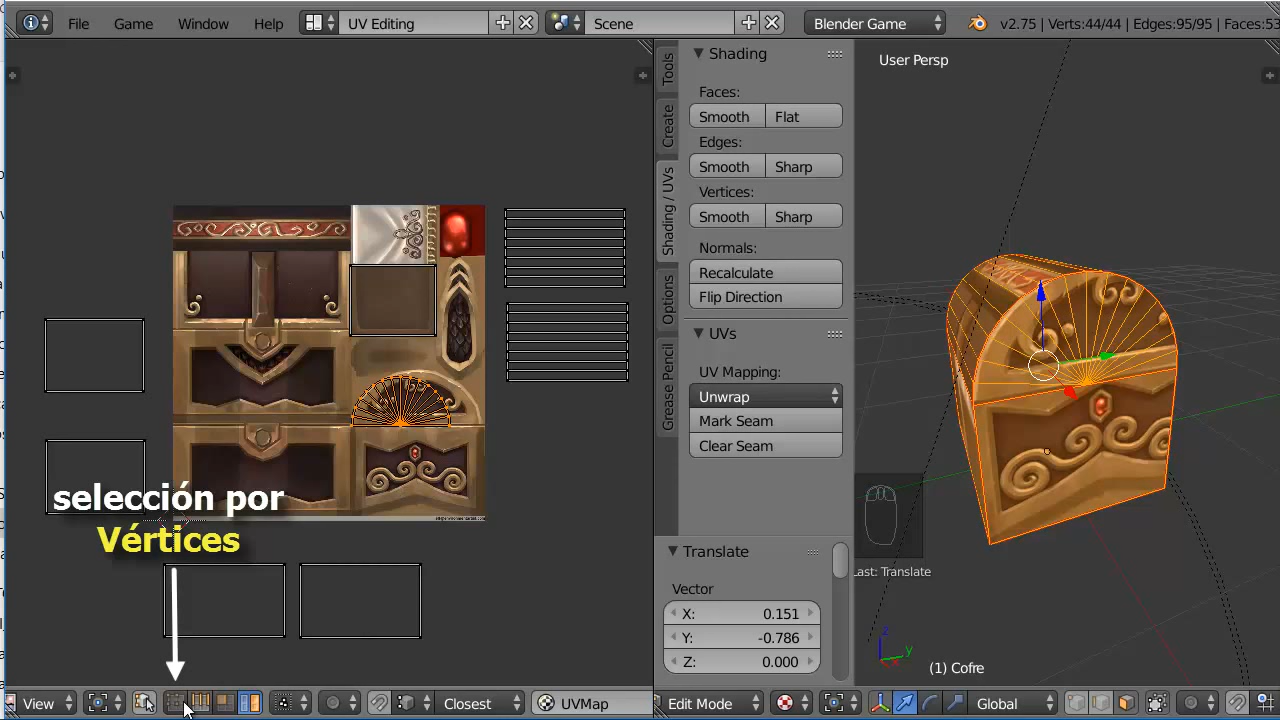 File Game Window Help UV Editing Scene Blender Game v2.75 | Verts:44/44 | Edges:95/95 | Faces:53
Tools
Create
Shading / UVs
Options
Grease Pencil
Shading
Faces:
Smooth Flat
Edges:
Smooth Sharp
Vertices:
Smooth Sharp
Normals:
Recalculate
Flip Direction
UVs
UV Mapping:
Unwrap
Mark Seam
Clear Seam
Translate
Vector
X: 0.151
Y: -0.786
Z: 0.000
User Persp
Last: Translate
z
y
x
(1) Cofre
selección por
Vértices
View Closest UVMap Edit Mode Global